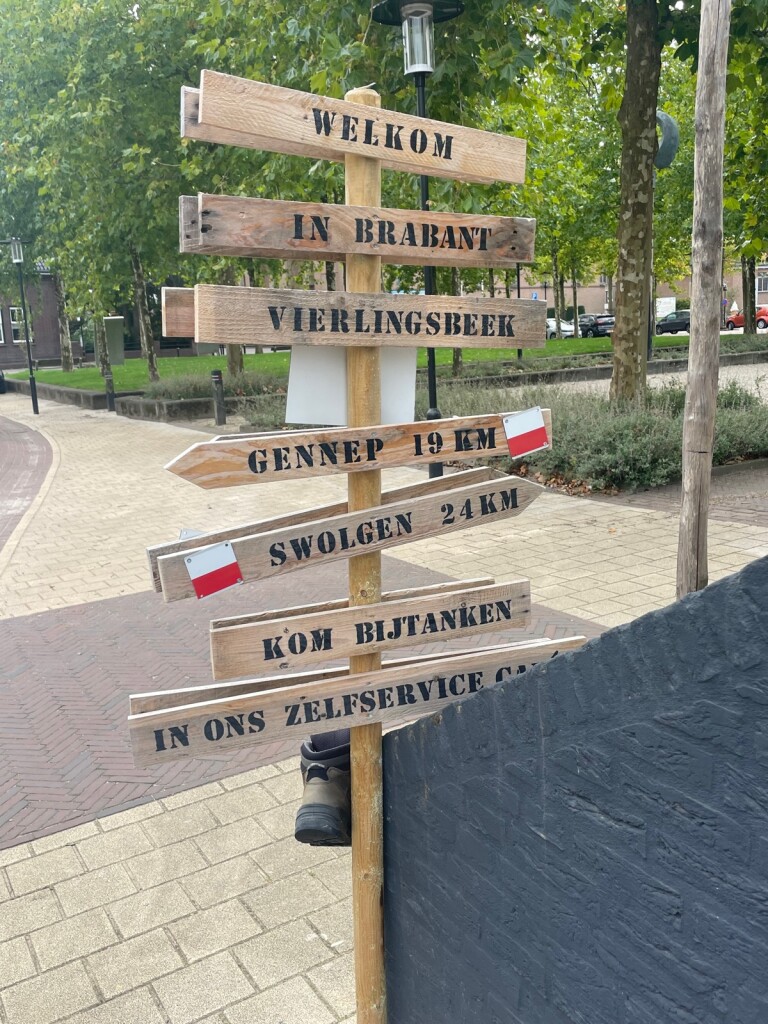 WELKOM
IN BRABANT
VIERLINGSBEEK
GENNEP 19 KM
SWOLGEN 24 KM
KOM BIJTANKEN
IN ONS ZELFSERVICE